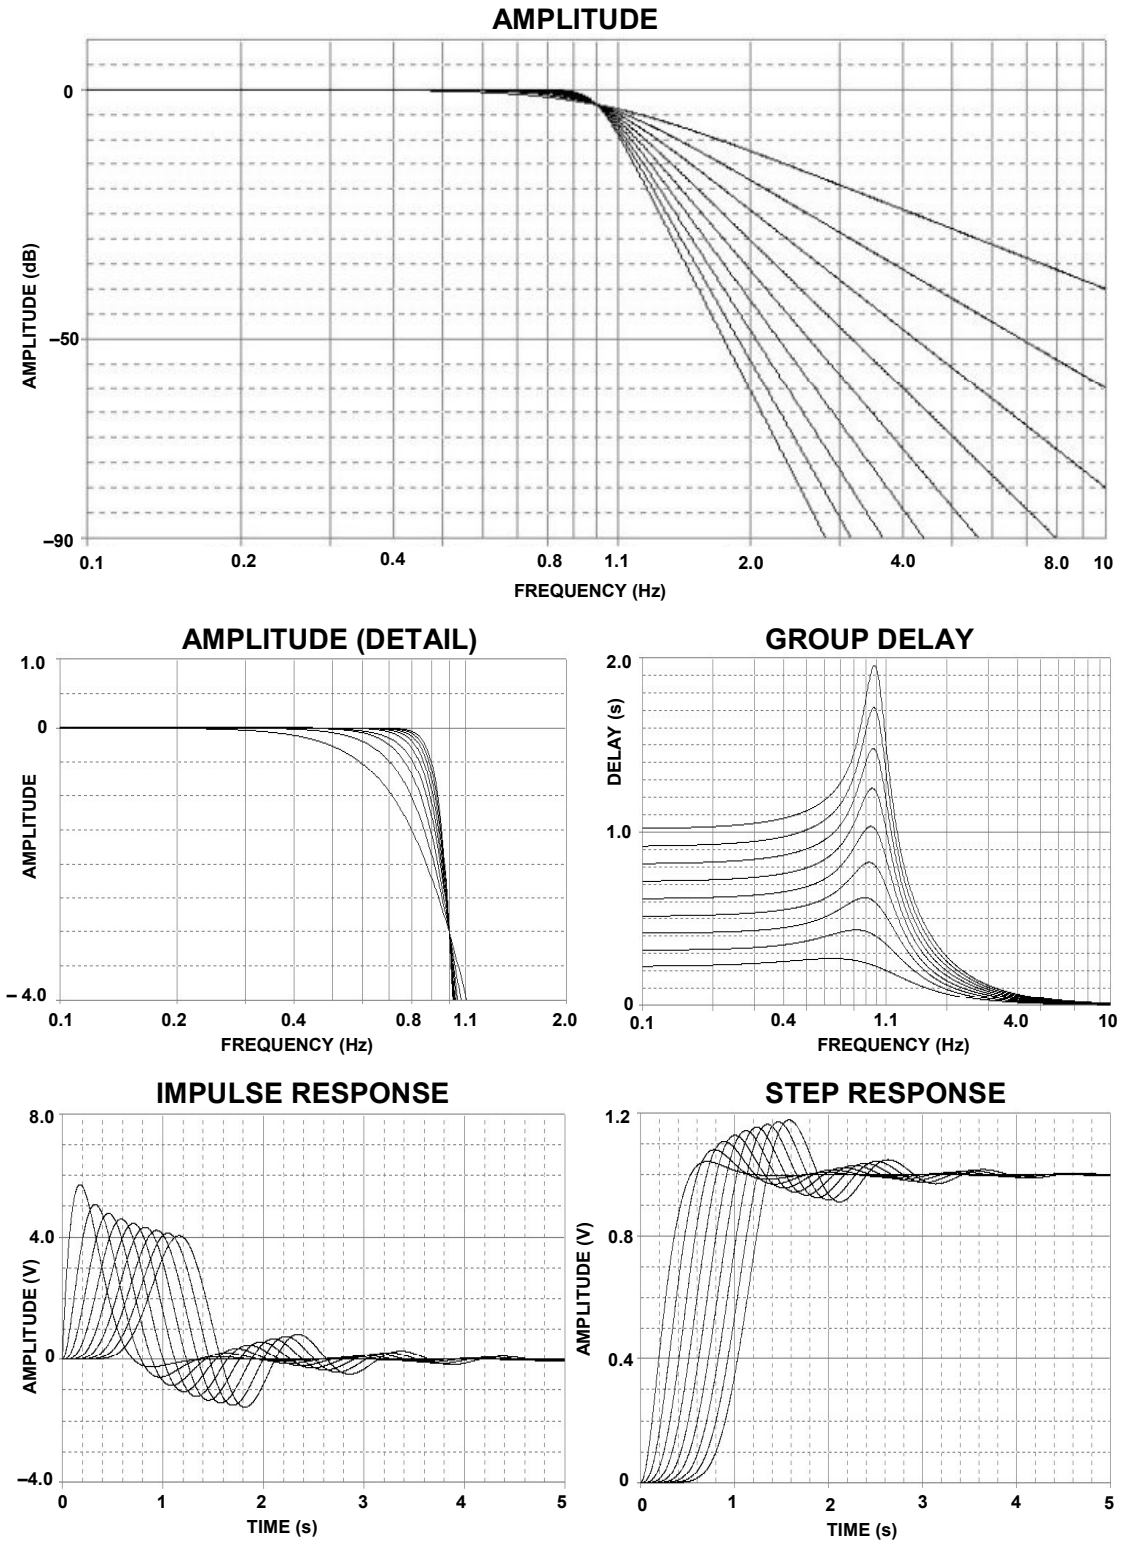 AMPLITUDE
0
–50
–90
AMPLITUDE (dB)
0.1 0.2 0.4 0.8 1.1 2.0 4.0 8.0 10
FREQUENCY (Hz)
AMPLITUDE (DETAIL)
1.0
0
– 4.0
AMPLITUDE
0.1 0.2 0.4 0.8 1.1 2.0
FREQUENCY (Hz)
GROUP DELAY
2.0
1.0
0
DELAY (s)
0.1 0.4 1.1 4.0 10
FREQUENCY (Hz)
IMPULSE RESPONSE
8.0
4.0
0
–4.0
AMPLITUDE (V)
0 1 2 3 4 5
TIME (s)
STEP RESPONSE
1.2
0.8
0.4
0
AMPLITUDE (V)
0 1 2 3 4 5
TIME (s)